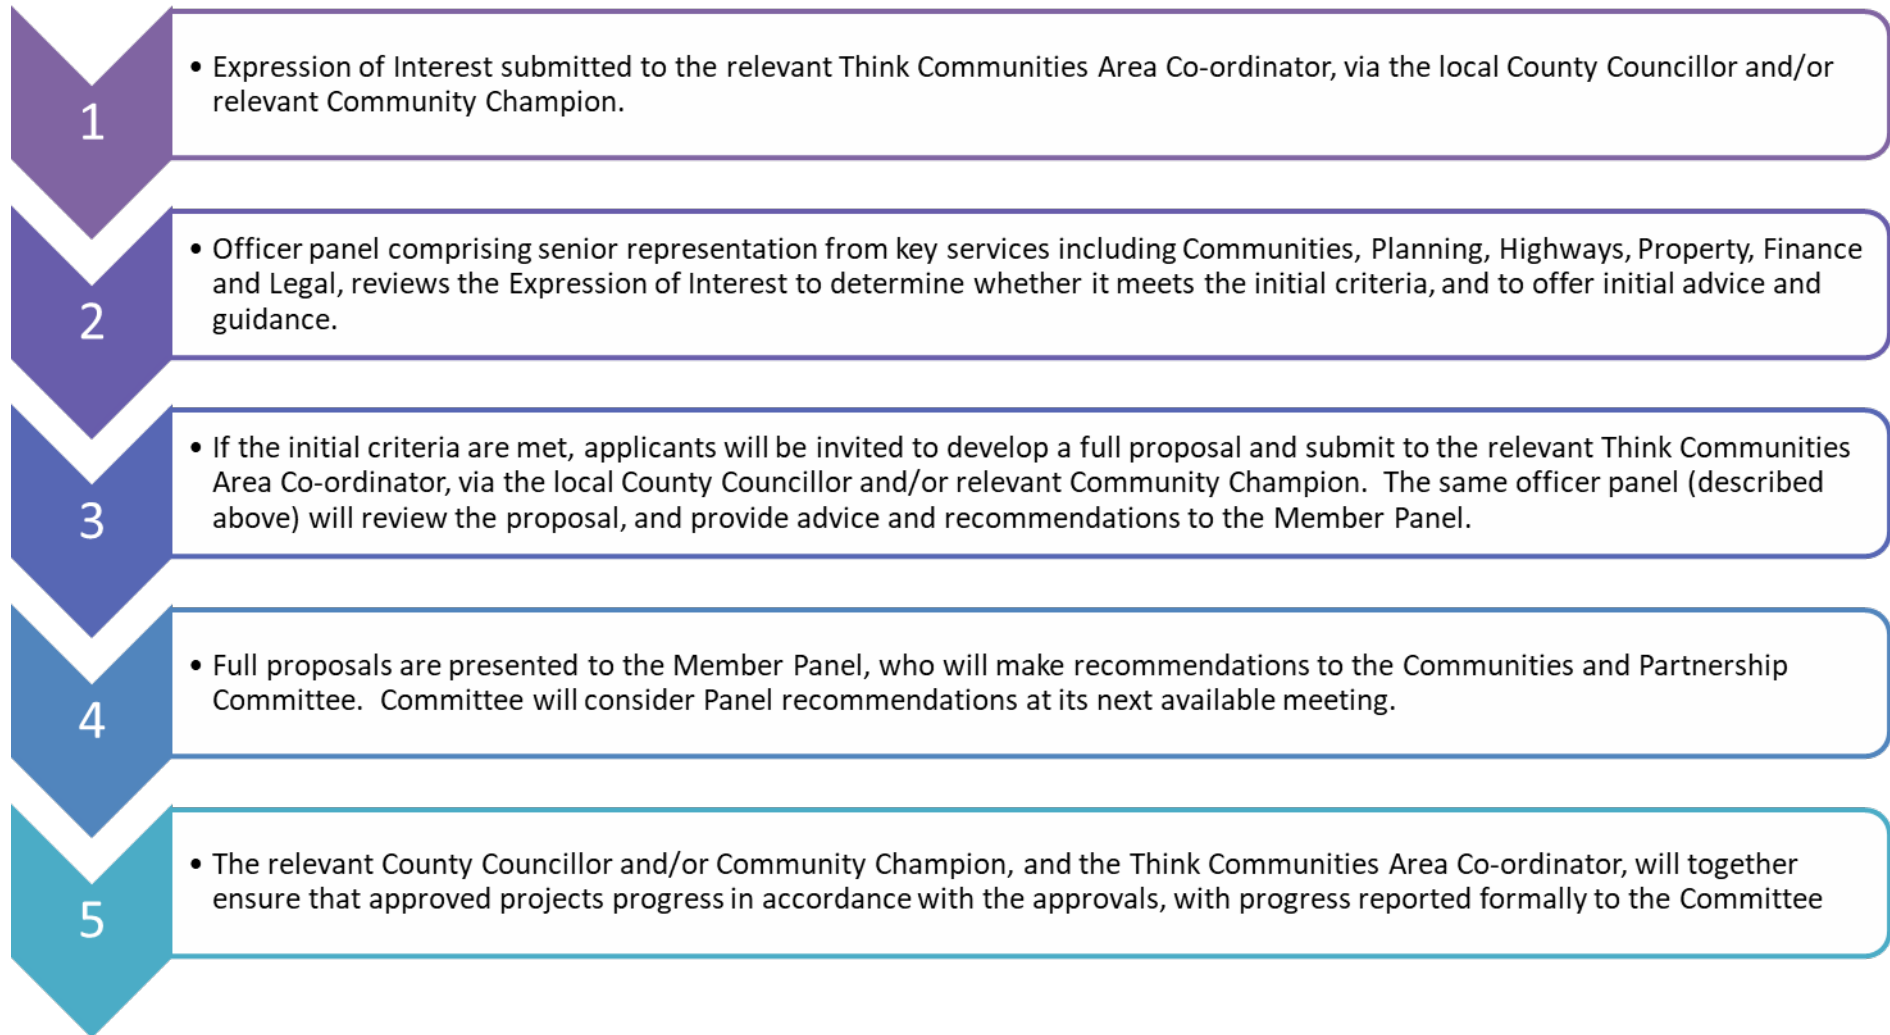 1
• Expression of Interest submitted to the relevant Think Communities Area Co-ordinator, via the local County Councillor and/or
relevant Community Champion.
2
• Officer panel comprising senior representation from key services including Communities, Planning, Highways, Property, Finance
and Legal, reviews the Expression of Interest to determine whether it meets the initial criteria, and to offer initial advice and
guidance.
3
• If the initial criteria are met, applicants will be invited to develop a full proposal and submit to the relevant Think Communities
Area Co-ordinator, via the local County Councillor and/or relevant Community Champion.  The same officer panel (described
above) will review the proposal, and provide advice and recommendations to the Member Panel.
4
• Full proposals are presented to the Member Panel, who will make recommendations to the Communities and Partnership
Committee.  Committee will consider Panel recommendations at its next available meeting.
5
• The relevant County Councillor and/or Community Champion, and the Think Communities Area Co-ordinator, will together
ensure that approved projects progress in accordance with the approvals, with progress reported formally to the Committee